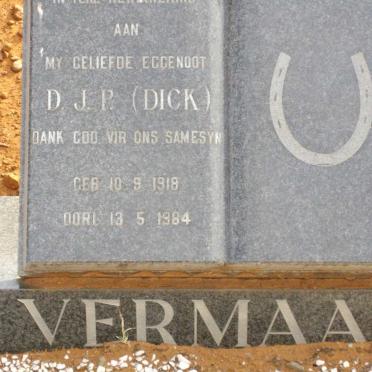 AAN
MY GELIEFDE EGGENOOT
D.J.P. (DICK)
DANK GOD VIR ONS SAMESYN
GEB. 10. 9. 1918
OORL. 13. 5. 1984
VERMAA